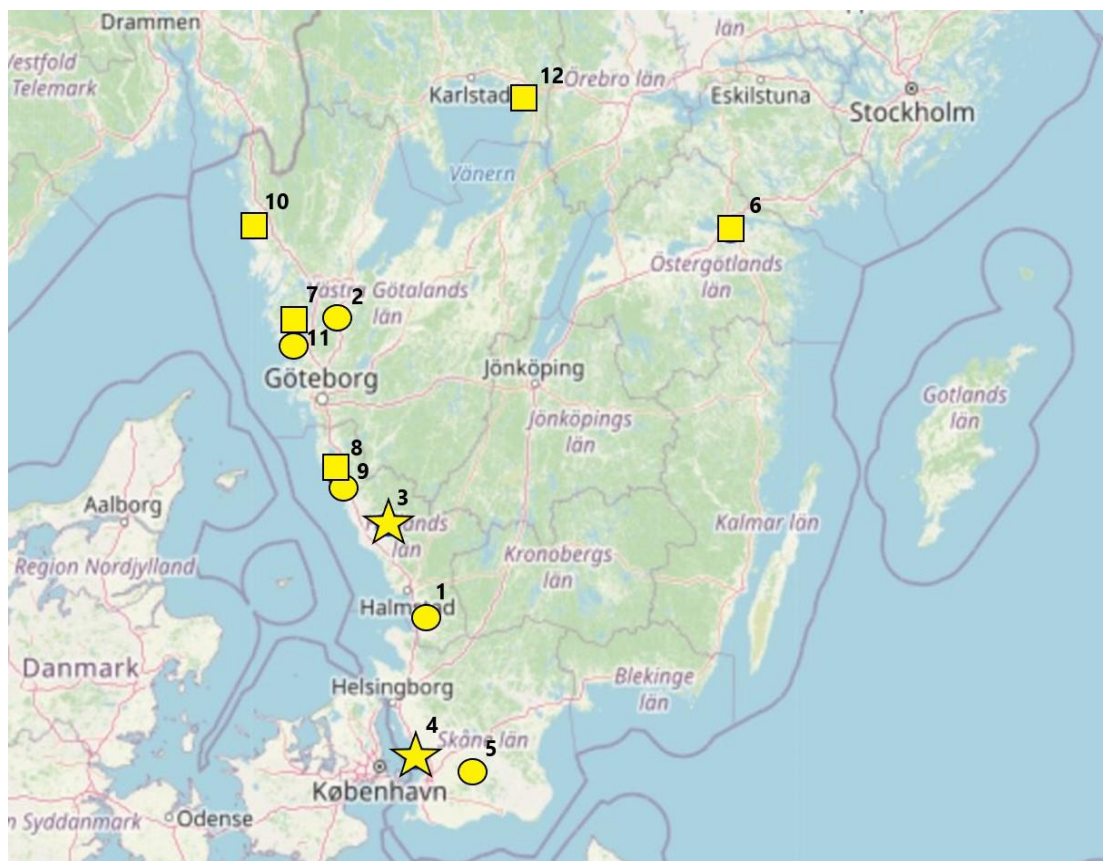 Drammen
län
Vestfold
Telemark
12
Örebro län
Karlstad
Eskilstuna
Stockholm
Vänern
10
6
Östergötlands
län
7
2
Västra Götalands
län
11
Göteborg
Jönköping
Jönköpings
län
Gotlands
län
8
9
3
Aalborg
län
Kalmar län
Region Nordjylland
Kronobergs
län
1
Halmstad
Danmark
Helsingborg
Blekinge
län
4
Skåne län
5
København
Odense
Syddanmark